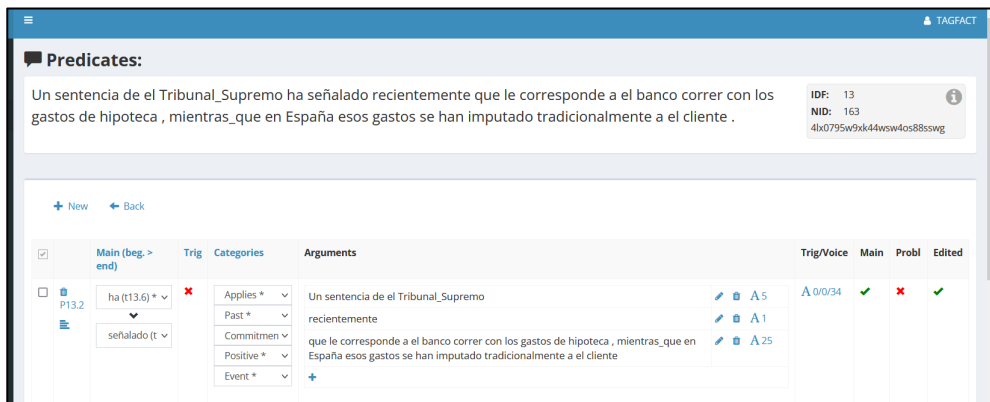 TAGFACT
Predicates:
Un sentencia de el Tribunal_Supremo ha señalado recientemente que le corresponde a el banco correr con los
gastos de hipoteca , mientras_que en España esos gastos se han imputado tradicionalmente a el cliente .
IDF: 13
NID: 163
4lx0795w9xk44wsw4os88sswg
+ New Back
Main (beg. > end) Trig Categories Arguments Trig/Voice Main Probl Edited
P13.2
ha (t13.6) *
señalado (t
Applies *
Past *
Commitmen
Positive *
Event *
Un sentencia de el Tribunal_Supremo A 5
recientemente A 1
que le corresponde a el banco correr con los gastos de hipoteca , mientras_que en
España esos gastos se han imputado tradicionalmente a el cliente A 25
+
A 0/0/34